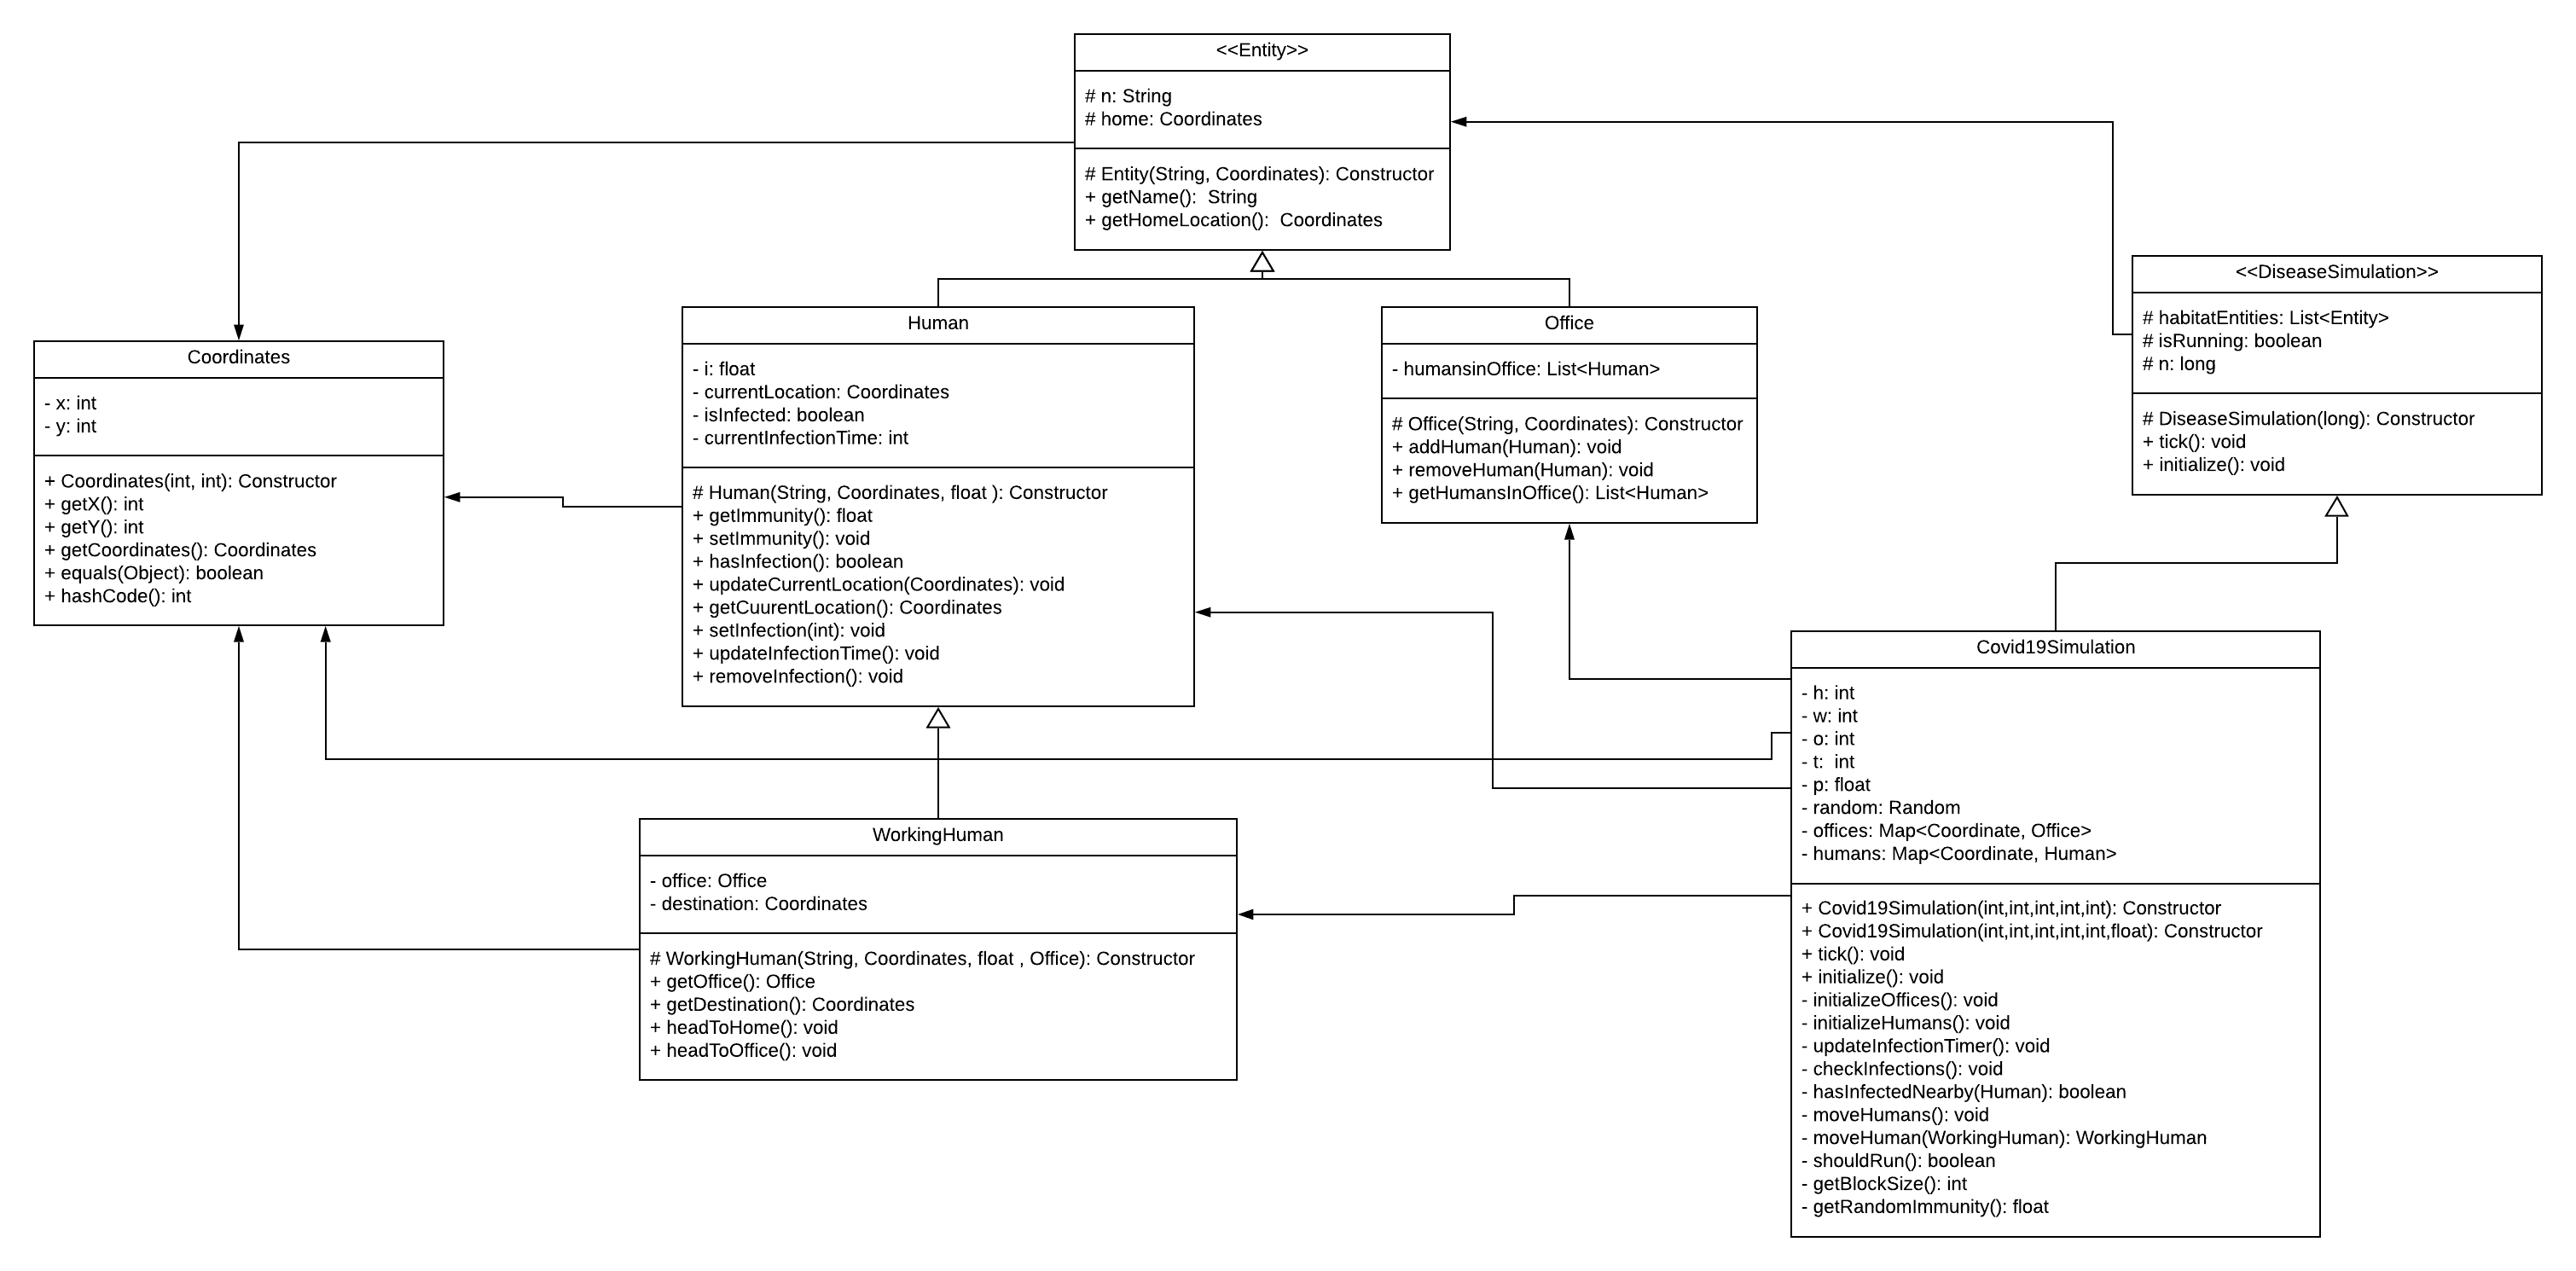 <<Entity>>
# n: String
# home: Coordinates
# Entity(String, Coordinates): Constructor
+ getName():  String
+ getHomeLocation():  Coordinates
<<DiseaseSimulation>>
# habitatEntities: List<Entity>
# isRunning: boolean
# n: long
# DiseaseSimulation(long): Constructor
+ tick(): void
+ initialize(): void
Human
- i: float
- currentLocation: Coordinates
- isInfected: boolean
- currentInfectionTime: int
# Human(String, Coordinates, float ): Constructor
+ getImmunity(): float
+ setImmunity(): void
+ hasInfection(): boolean
+ updateCurrentLocation(Coordinates): void
+ getCuurentLocation(): Coordinates
+ setInfection(int): void
+ updateInfectionTime(): void
+ removeInfection(): void
Office
- humansinOffice: List<Human>
# Office(String, Coordinates): Constructor
+ addHuman(Human): void
+ removeHuman(Human): void
+ getHumansInOffice(): List<Human>
Coordinates
- x: int
- y: int
+ Coordinates(int, int): Constructor
+ getX(): int
+ getY(): int
+ getCoordinates(): Coordinates
+ equals(Object): boolean
+ hashCode(): int
Covid19Simulation
- h: int
- w: int
- o: int
- t:  int
- p: float
- random: Random
- offices: Map<Coordinate, Office>
- humans: Map<Coordinate, Human>
+ Covid19Simulation(int,int,int,int,int): Constructor
+ Covid19Simulation(int,int,int,int,int,float): Constructor
+ tick(): void
+ initialize(): void
- initializeOffices(): void
- initializeHumans(): void
- updateInfectionTimer(): void
- checkInfections(): void
- hasInfectedNearby(Human): boolean
- moveHumans(): void
- moveHuman(WorkingHuman): WorkingHuman
- shouldRun(): boolean
- getBlockSize(): int
- getRandomImmunity(): float
WorkingHuman
- office: Office
- destination: Coordinates
# WorkingHuman(String, Coordinates, float , Office): Constructor
+ getOffice(): Office
+ getDestination(): Coordinates
+ headToHome(): void
+ headToOffice(): void